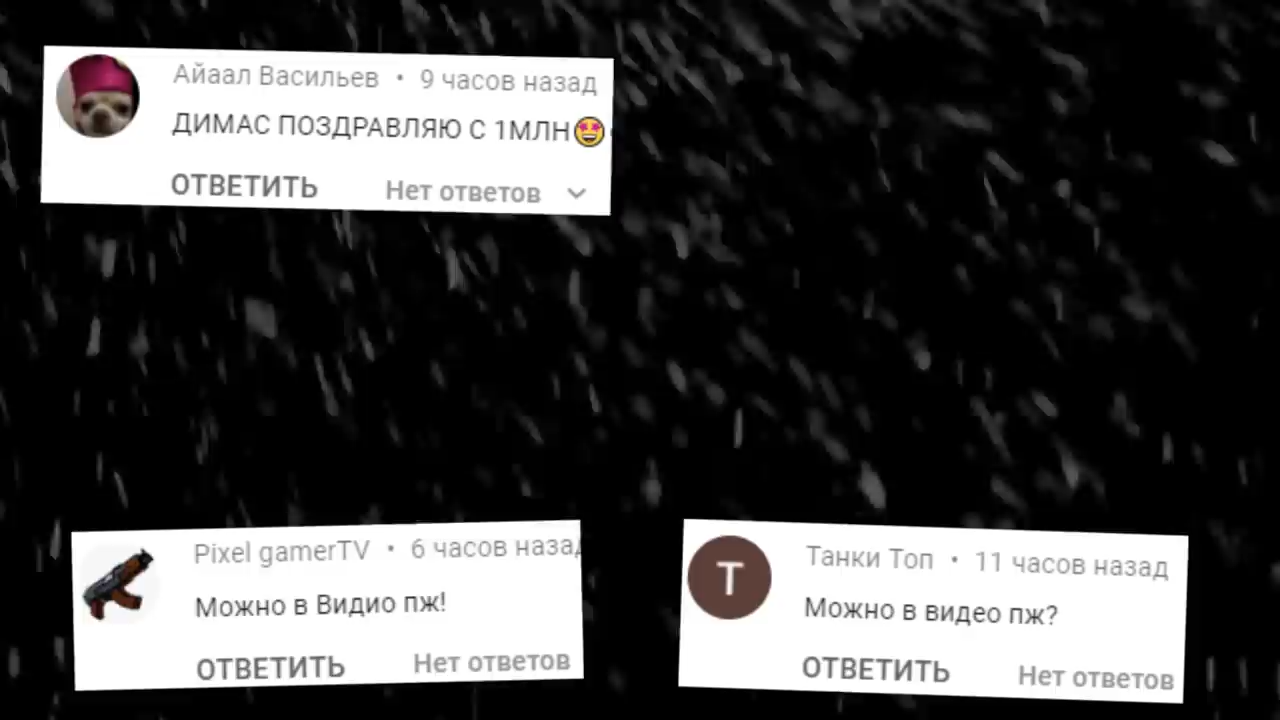 Айаал Васильев • 9 часов назад
ДИМАС ПОЗДРАВЛЯЮ С 1МЛН🤩
ОТВЕТИТЬ Нет ответов
Pixel gamerTV • 6 часов назад
Можно в Видио пж!
ОТВЕТИТЬ Нет ответов
Т
Танки Топ • 11 часов назад
Можно в видео пж?
ОТВЕТИТЬ Нет ответов